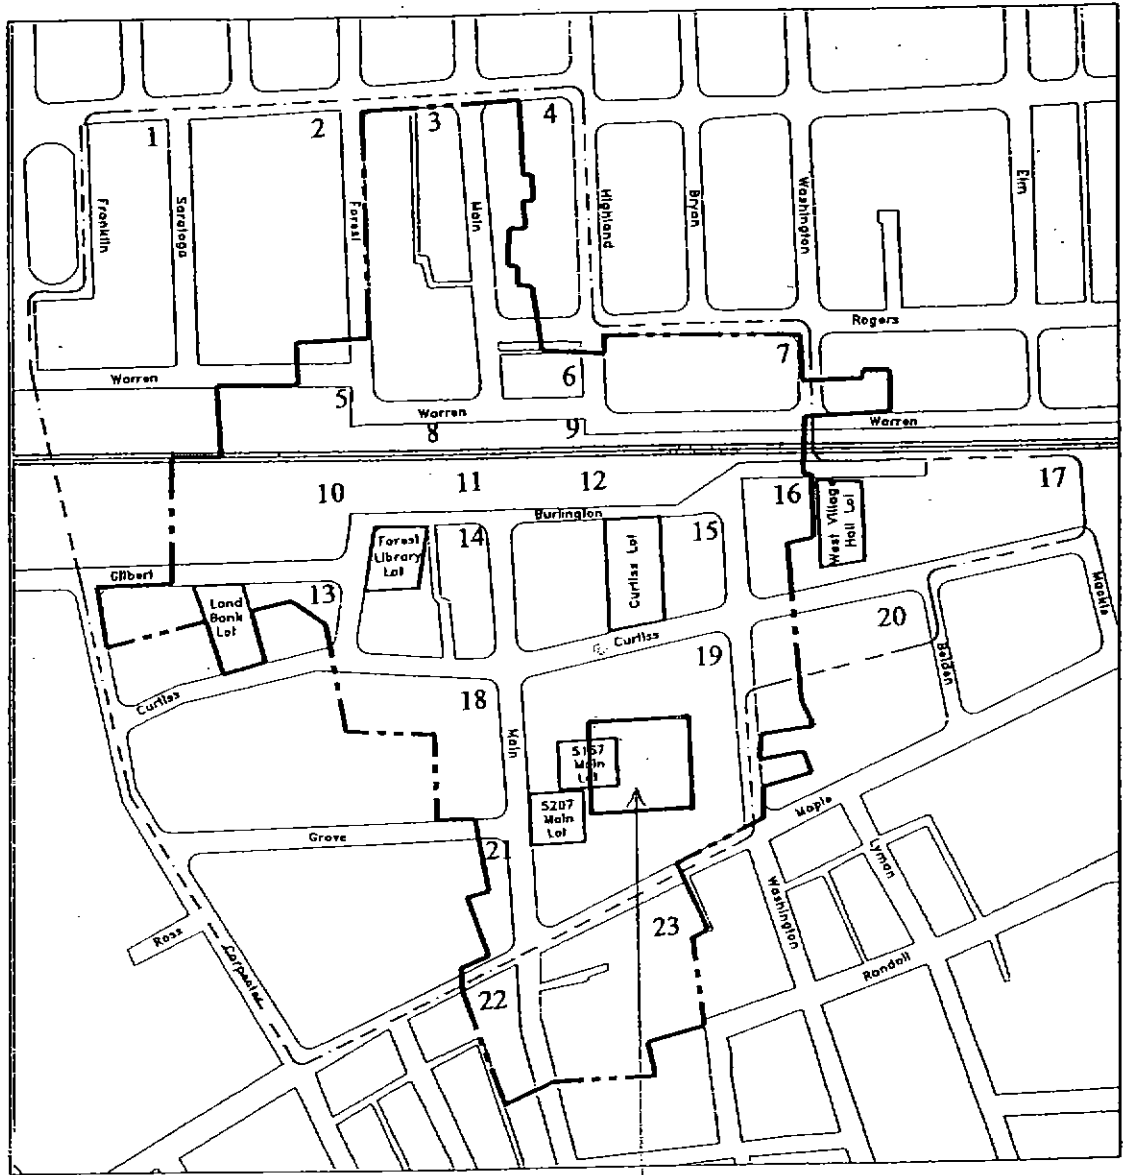 1
2
3
4
Franklin
Saratoga
Forest
Main
Highland
Bryan
Washington
Elm
Rogers
7
6
5
Warren
Warren
Warren
8
9
10
11
12
16
17
Burlington
14
15
Forest
Library
Lot
Curtiss Lot
West Village
Hall Lot
Gilbert
13
Land
Bank
Lot
Mackie
20
Curtiss
19
Belden
Curtiss
18
Main
5157
Main
Lot
5207
Main
Lot
Maple
Grove
21
Lyman
Washington
23
Ross
Carpenter
Randall
22